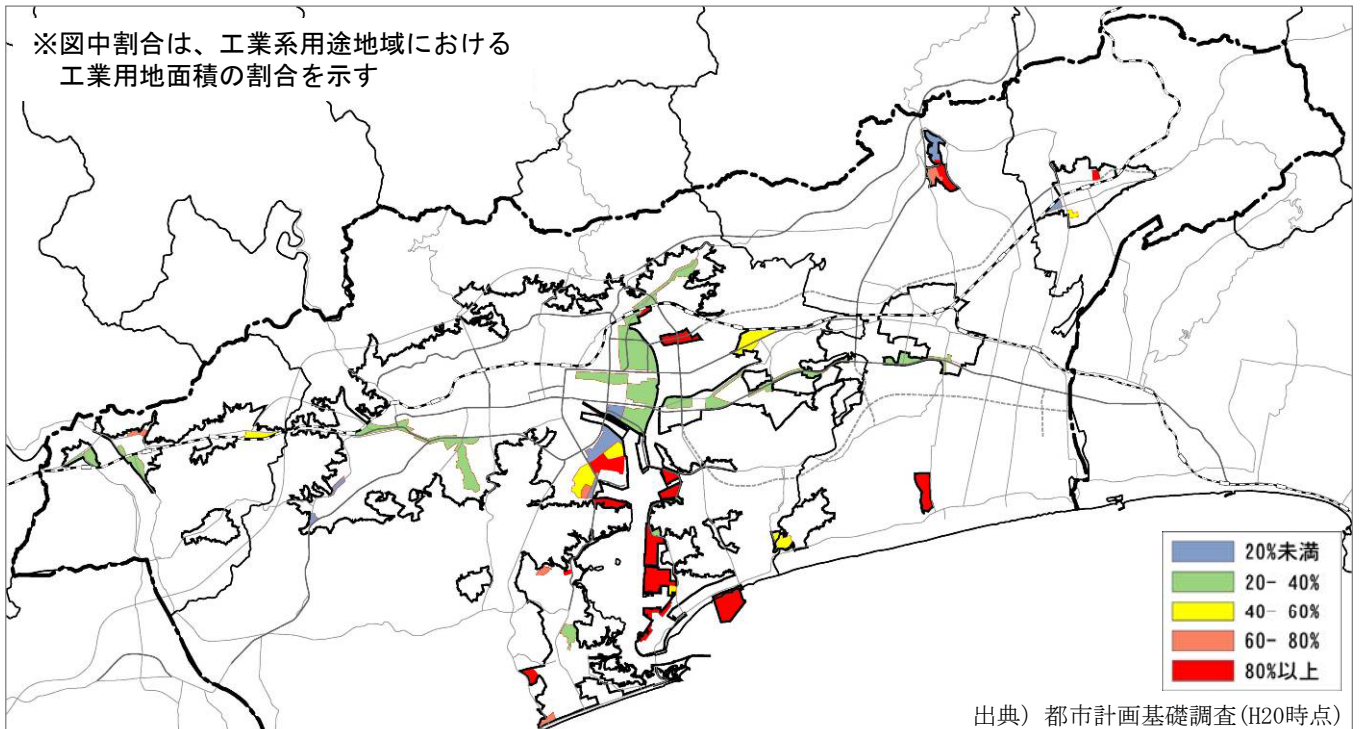 ※図中割合は、工業系用途地域における
工業用地面積の割合を示す
20%未満
20- 40%
40- 60%
60- 80%
80%以上
出典）都市計画基礎調査(H20時点)